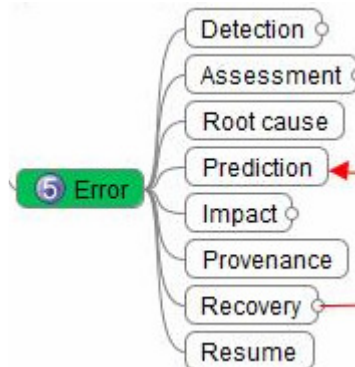 Detection
Assessment
Root cause
Prediction
5 Error
Impact
Provenance
Recovery
Resume